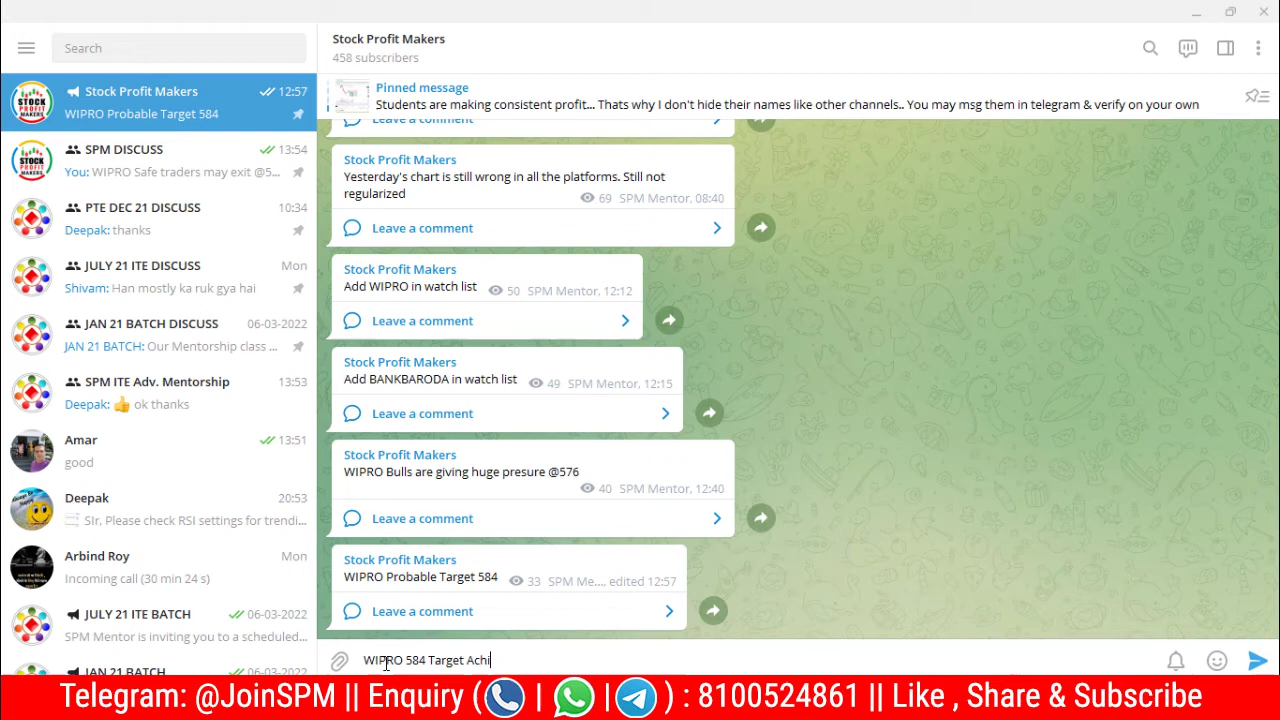 Search
Stock Profit Makers
458 subscribers
Pinned message
Students are making consistent profit... Thats why I don't hide their names like other channels.. You may msg them in telegram & verify on your own
Stock Profit Makers 12:57
WIPRO Probable Target 584
SPM DISCUSS 13:54
You: WIPRO Safe traders may exit @5...
PTE DEC 21 DISCUSS 10:34
Deepak: thanks
JULY 21 ITE DISCUSS Mon
Shivam: Han mostly ka ruk gya hai
JAN 21 BATCH DISCUSS 06-03-2022
JAN 21 BATCH: Our Mentorship class ...
SPM ITE Adv. Mentorship 13:53
Deepak: 👍 ok thanks
Amar 13:51
good
Deepak 20:53
SIr, Please check RSI settings for trendi...
Arbind Roy Mon
Incoming call (30 min 24 s)
JULY 21 ITE BATCH 06-03-2022
SPM Mentor is inviting you to a scheduled...
JAN 21 BATCH 06-03-2022
STOCK
PROFIT
MAKERS
STOCK
PROFIT
MAKERS
Leave a comment
Stock Profit Makers
Yesterday's chart is still wrong in all the platforms. Still not
regularized 69 SPM Mentor, 08:40
Leave a comment
Stock Profit Makers
Add WIPRO in watch list 50 SPM Mentor, 12:12
Leave a comment
Stock Profit Makers
Add BANKBARODA in watch list 49 SPM Mentor, 12:15
Leave a comment
Stock Profit Makers
WIPRO Bulls are giving huge presure @576
40 SPM Mentor, 12:40
Leave a comment
Stock Profit Makers
WIPRO Probable Target 584 33 SPM Me..., edited 12:57
Leave a comment
WIPRO 584 Target Achi
Telegram: @JoinSPM || Enquiry ( | | ) : 8100524861 || Like , Share & Subscribe